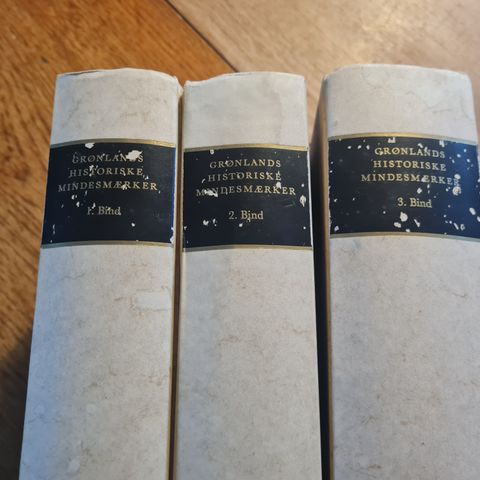 GRØNLANDS
HISTORISKE
MINDESMÆRKER
1. Bind
GRØNLANDS
HISTORISKE
MINDESMÆRKER
2. Bind
GRØNLANDS
HISTORISKE
MINDESMÆRKER
3. Bind